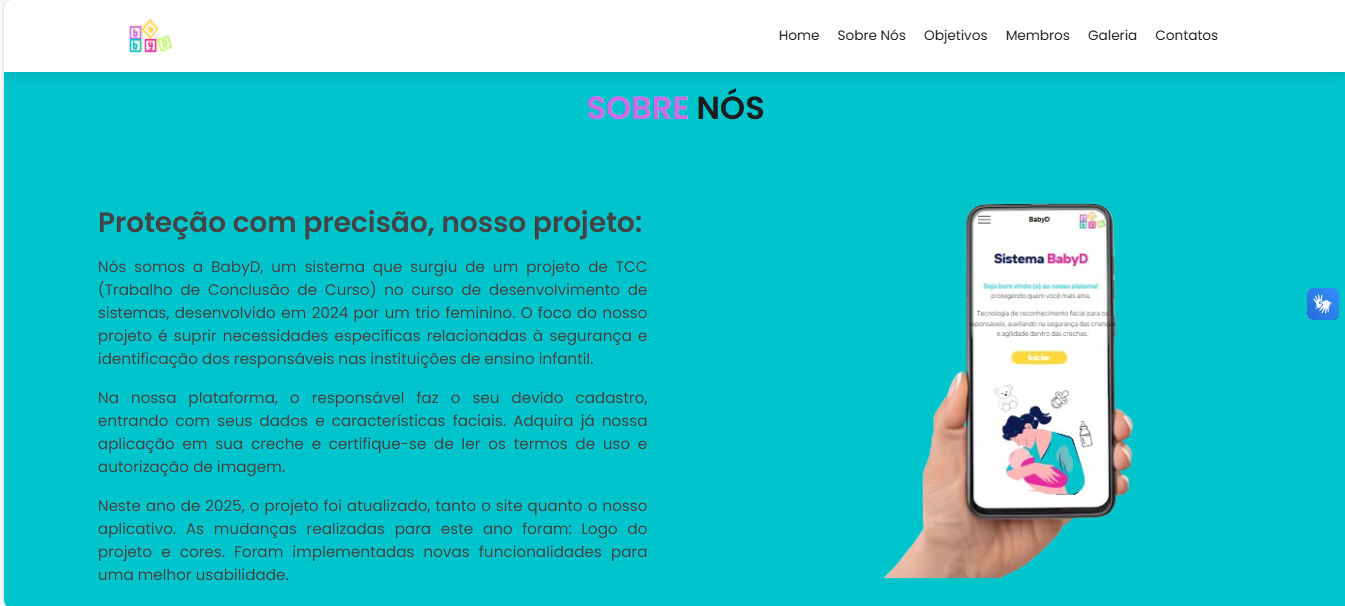 b b b y D
Home Sobre Nós Objetivos Membros Galeria Contatos
SOBRE NÓS
Proteção com precisão, nosso projeto:
Nós somos a BabyD, um sistema que surgiu de um projeto de TCC
(Trabalho de Conclusão de Curso) no curso de desenvolvimento de
sistemas, desenvolvido em 2024 por um trio feminino. O foco do nosso
projeto é suprir necessidades específicas relacionadas à segurança e
identificação dos responsáveis nas instituições de ensino infantil.
Na nossa plataforma, o responsável faz o seu devido cadastro,
entrando com seus dados e características faciais. Adquira já nossa
aplicação em sua creche e certifique-se de ler os termos de uso e
autorização de imagem.
Neste ano de 2025, o projeto foi atualizado, tanto o site quanto o nosso
aplicativo. As mudanças realizadas para este ano foram: Logo do
projeto e cores. Foram implementadas novas funcionalidades para
uma melhor usabilidade.
BabyD
Sistema BabyD
Seja bem vindo (a) ao nosso sistema!
protegendo quem você mais ama.
Tecnologia de reconhecimento facial para os
auxiliando na segurança das
e agilidade dentro das creches.
Iniciar